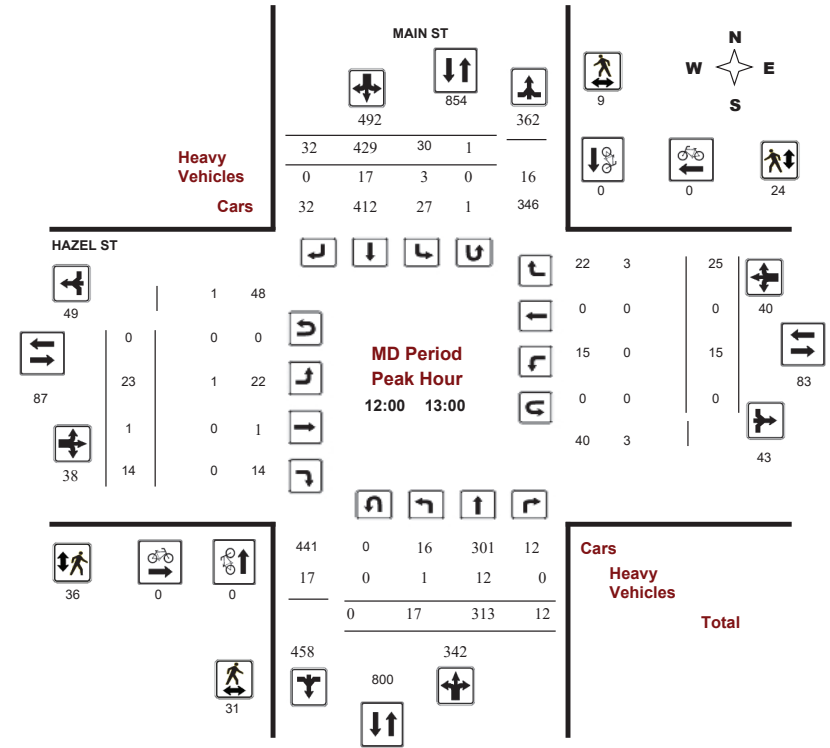 MAIN ST
N
W E
S
854
492 362
9
32 429 30 1
Heavy
Vehicles 0 17 3 0 16
Cars 32 412 27 1 346
0 0 24
HAZEL ST
49 1 48
0 0 0
87
23 1 22
1 0 1
38 14 0 14
MD Period
Peak Hour
12:00 13:00
22 3 25
0 0 0 40
15 0 15
83
0 0 0
40 3 43
36 0 0
31
441 0 16 301 12 Cars
17 0 1 12 0 Heavy
Vehicles
0 17 313 12 Total
458 342
800